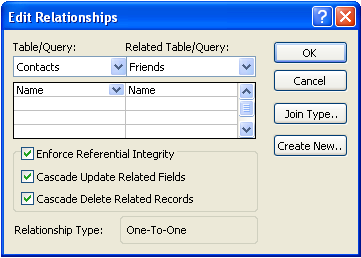 Edit Relationships
Table/Query: Related Table/Query:
Contacts Friends
Name Name
OK
Cancel
Join Type..
Create New..
Enforce Referential Integrity
Cascade Update Related Fields
Cascade Delete Related Records
Relationship Type: One-To-One